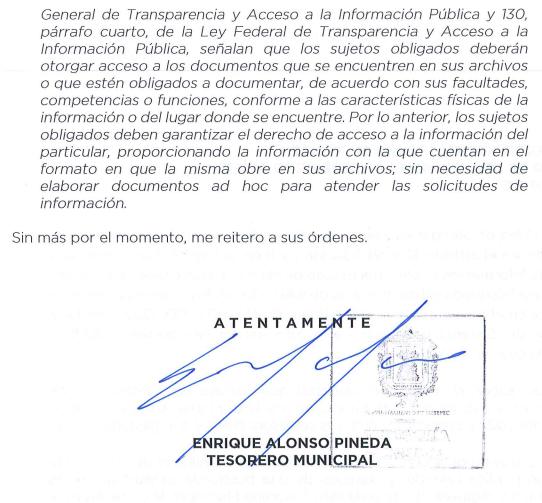 General de Transparencia y Acceso a la Información Pública y 130,
párrafo cuarto, de la Ley Federal de Transparencia y Acceso a la
Información Pública, señalan que los sujetos obligados deberán
otorgar acceso a los documentos que se encuentren en sus archivos
o que estén obligados a documentar, de acuerdo con sus facultades,
competencias o funciones, conforme a las características físicas de la
información o del lugar donde se encuentre. Por lo anterior, los sujetos
obligados deben garantizar el derecho de acceso a la información del
particular, proporcionando la información con la que cuentan en el
formato en que la misma obre en sus archivos; sin necesidad de
elaborar documentos ad hoc para atender las solicitudes de
información.
Sin más por el momento, me reitero a sus órdenes.
ATENTAMENTE
ENRIQUE ALONSO PINEDA
TESORERO MUNICIPAL